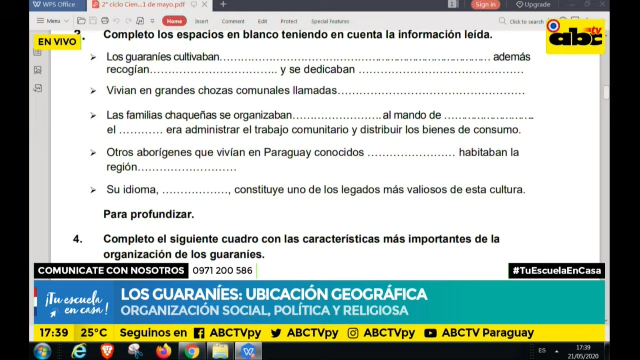 WPS Office
2° ciclo Cien...1 de mayo.pdf
Sign in
Upgrade
Menu
Home
Insert
Comment
Edit
Page
Protect
Special Features
Click to search
EN VIVO
abc tv
Completo los espacios en blanco teniendo en cuenta la información leída.
➢ Los guaraníes cultivaban…………………………………………………………………… además
recogían…………………………….. y se dedicaban ……………………………………
➢ Vivian en grandes chozas comunales llamadas…………………………………………
➢ Las familias chaqueñas se organizaban…………………… al mando de ……………………
el ………… era administrar el trabajo comunitario y distribuir los bienes de consumo.
➢ Otros aborígenes que vivían en Paraguay conocidos …………………… habitaban la
región………………………
➢ Su idioma, ………………, constituye uno de los legados más valiosos de esta cultura.
Para profundizar.
4. Completo el siguiente cuadro con las características más importantes de la
organización de los guaraníes.
COMUNICATE CON NOSOTROS 0971 200 586
#TuEscuelaEnCasa
¡Tu escuela en casa!
LOS GUARANÍES: UBICACIÓN GEOGRÁFICA
ORGANIZACIÓN SOCIAL, POLÍTICA Y RELIGIOSA
17:39 25°C Seguinos en ABCTVpy ABCTVpy ABCTVpy ABCTV Paraguay
ES
17:39
21/05/2020